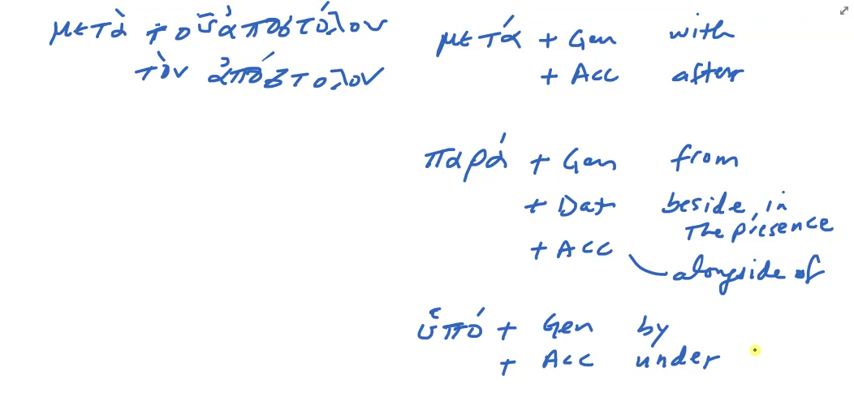 μετὰ τοῦ ἀποστόλου
τὸν ἀπόστολον
μετά + Gen with
+ Acc after
παρά + Gen from
+ Dat beside, in
The presence
+ Acc alongside of
ὑπό + Gen by
+ Acc under